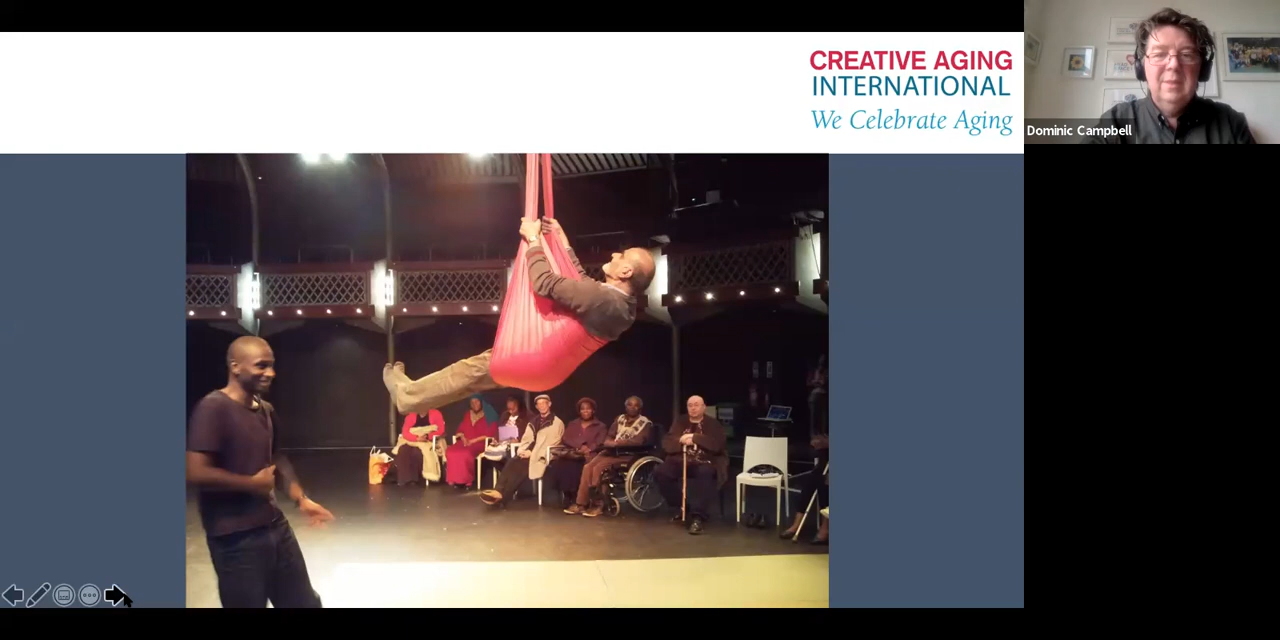 CREATIVE AGING
INTERNATIONAL
We Celebrate Aging
Dominic Campbell